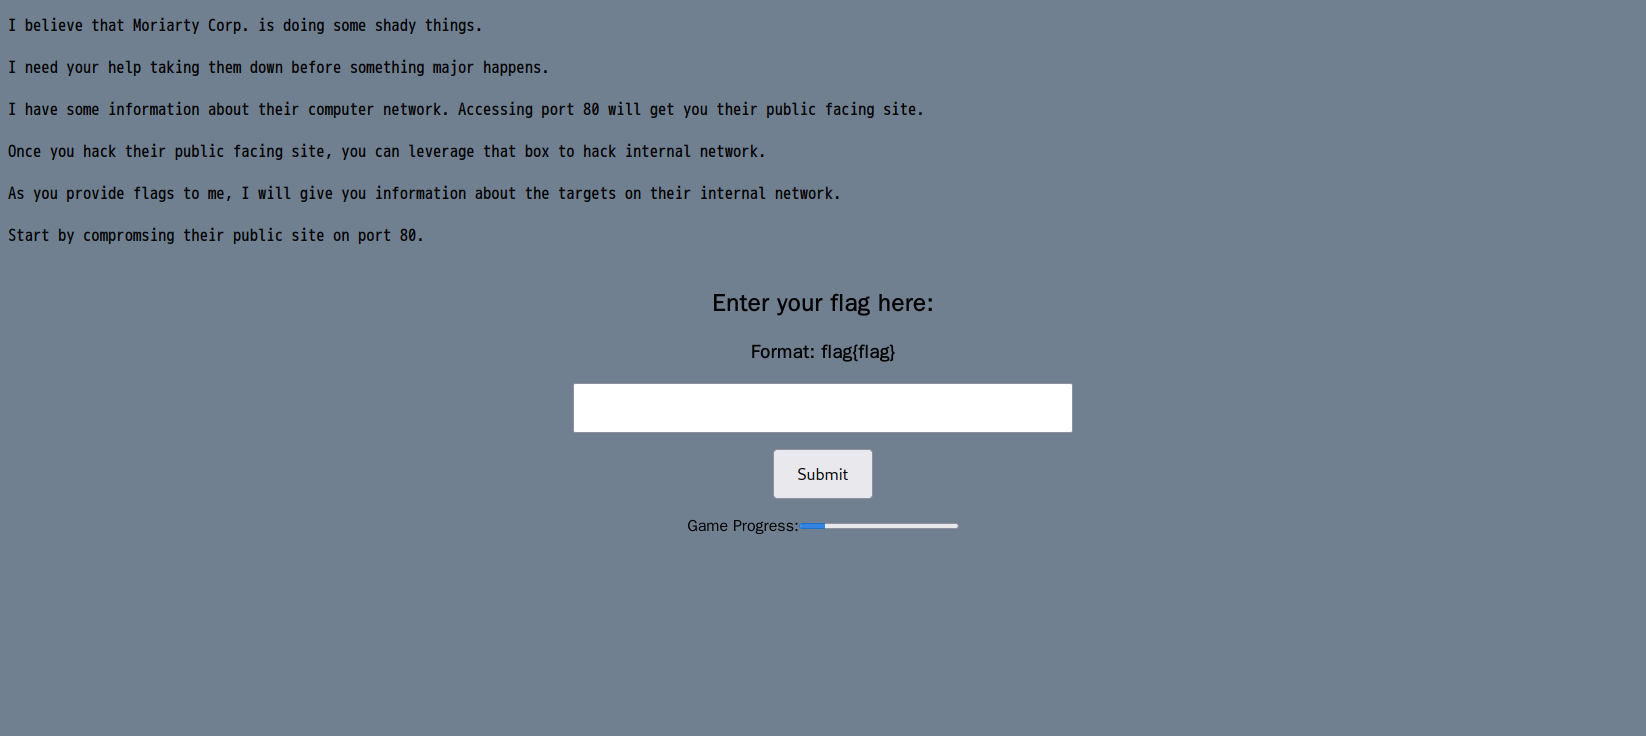 I believe that Moriarty Corp. is doing some shady things.
I need your help taking them down before something major happens.
I have some information about their computer network. Accessing port 80 will get you their public facing site.
Once you hack their public facing site, you can leverage that box to hack internal network.
As you provide flags to me, I will give you information about the targets on their internal network.
Start by compromsing their public site on port 80.
Enter your flag here:
Format: flag{flag}
Submit
Game Progress: